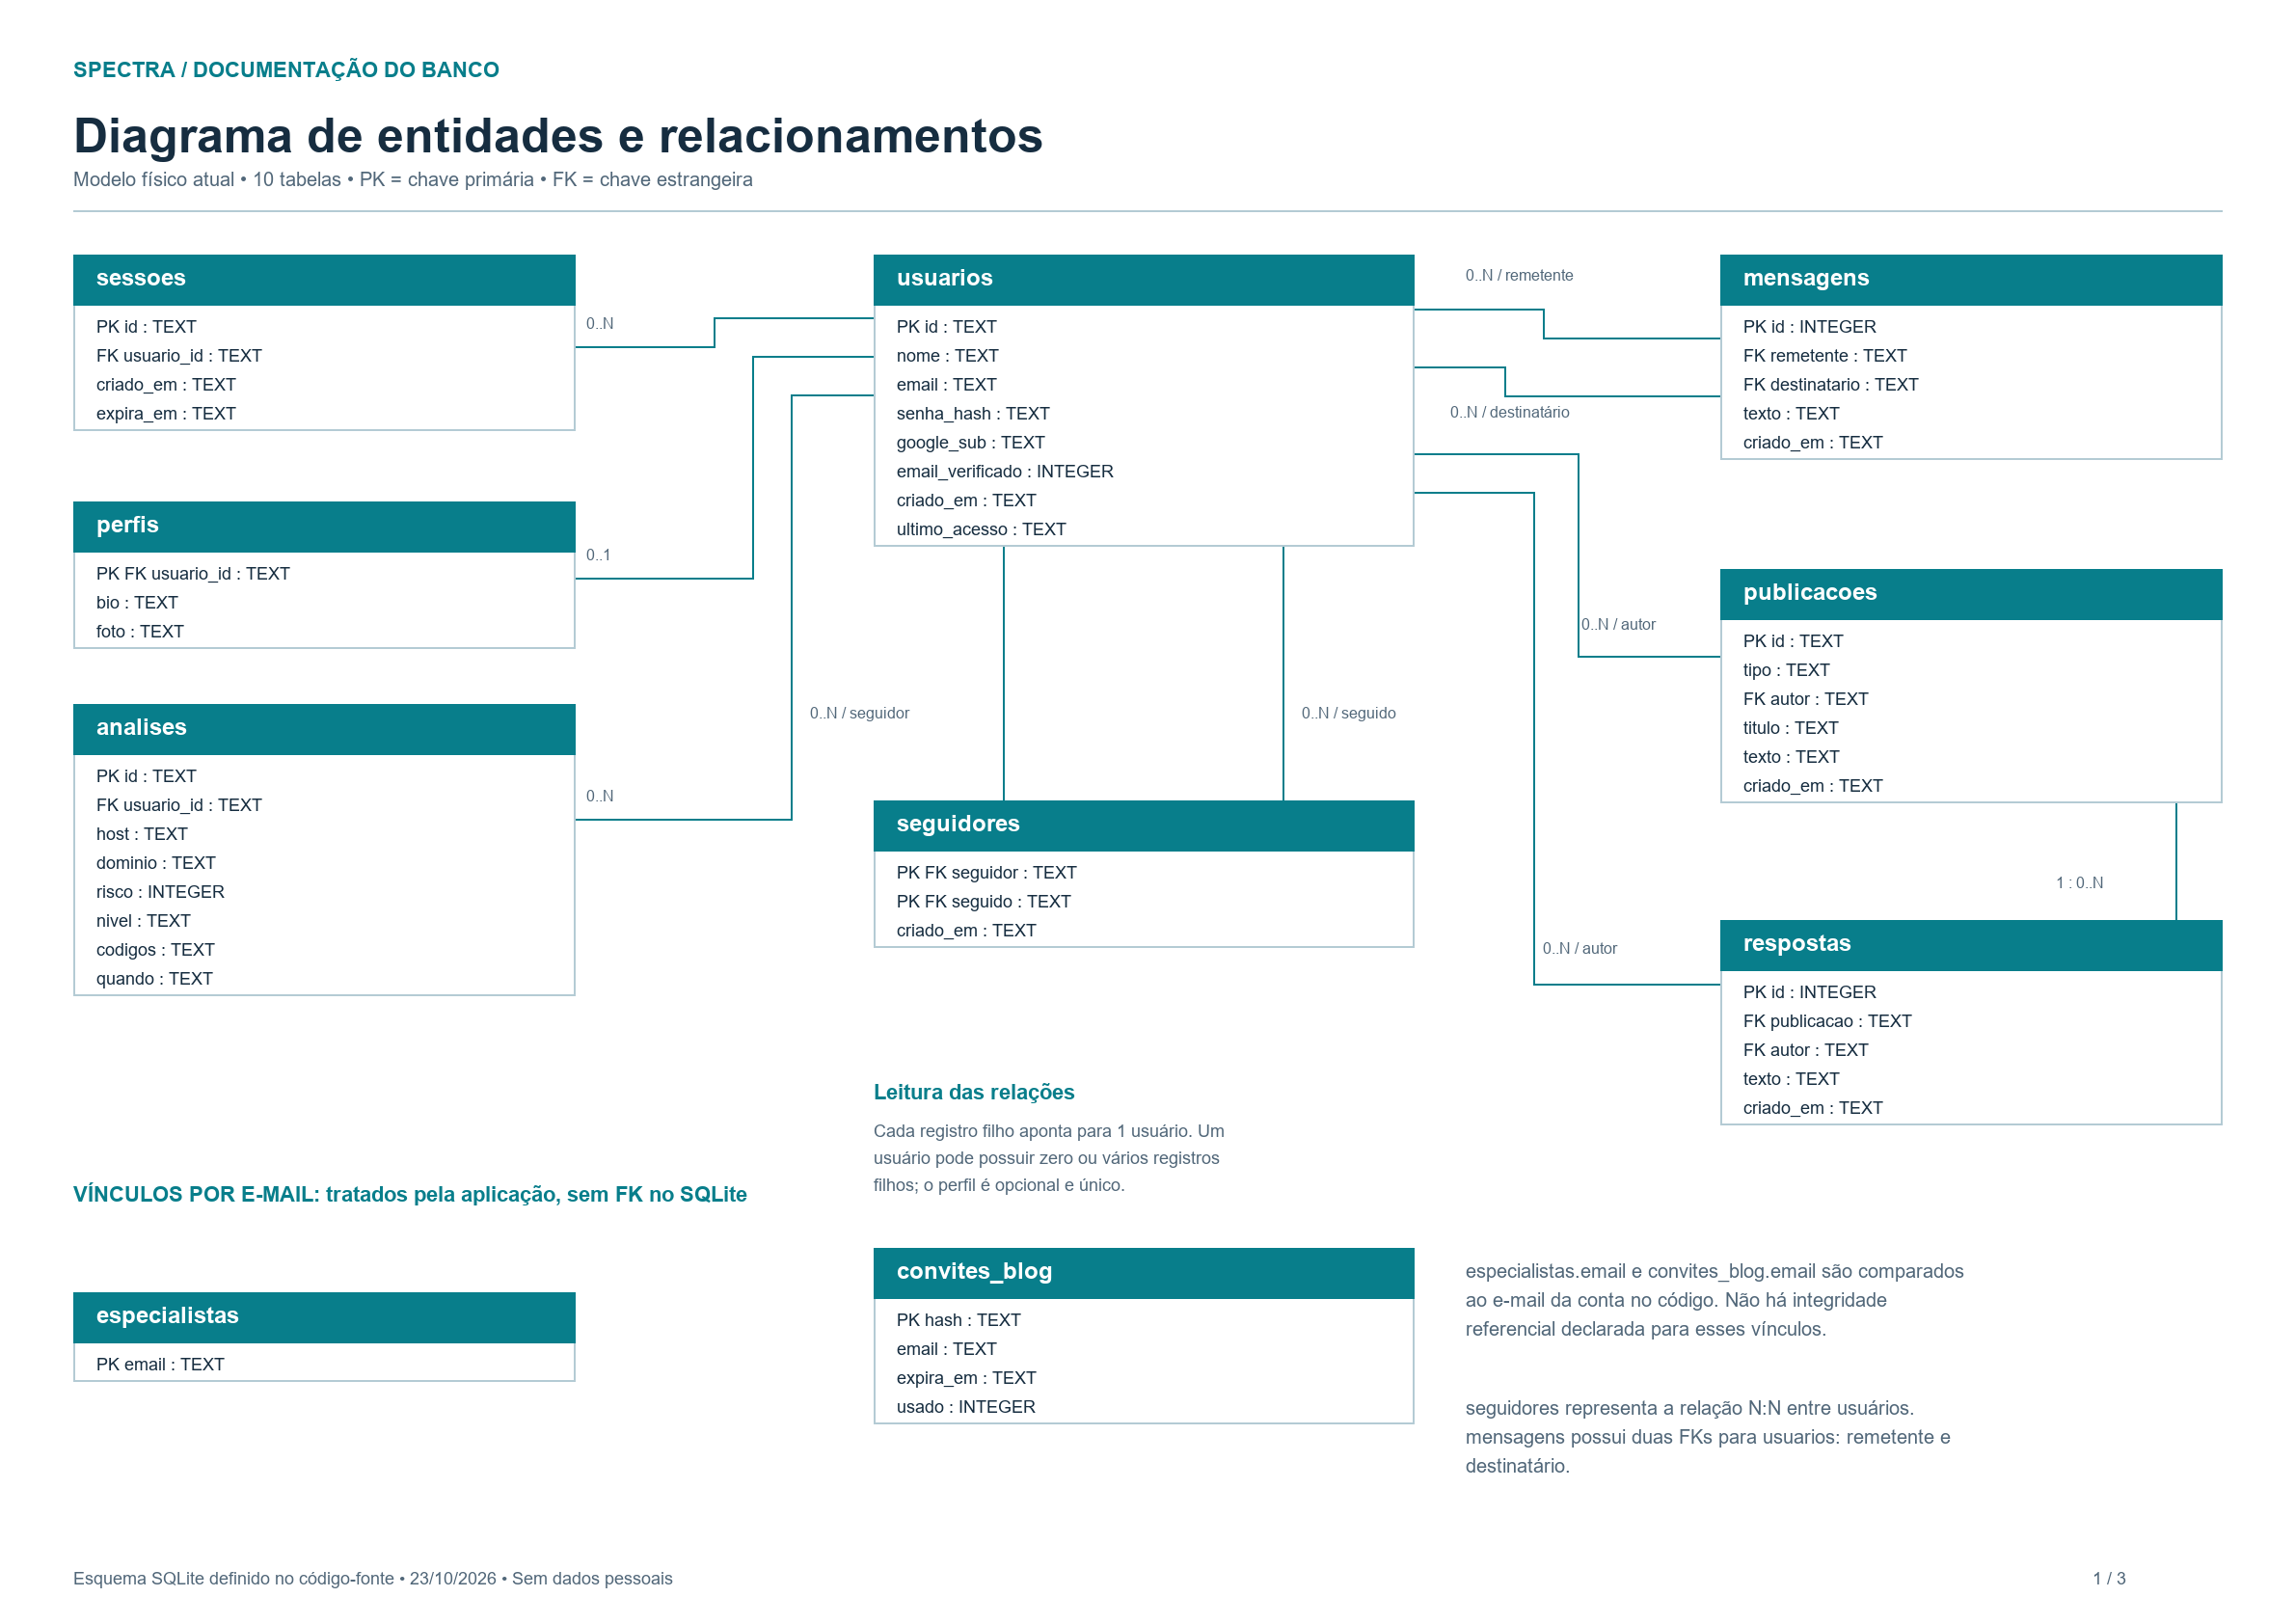 SPECTRA / DOCUMENTAÇÃO DO BANCO
Diagrama de entidades e relacionamentos
Modelo físico atual • 10 tabelas • PK = chave primária • FK = chave estrangeira
sessoes
PK id : TEXT
FK usuario_id : TEXT
criado_em : TEXT
expira_em : TEXT
0..N
perfis
PK FK usuario_id : TEXT
bio : TEXT
foto : TEXT
0..1
analises
PK id : TEXT
FK usuario_id : TEXT
host : TEXT
dominio : TEXT
risco : INTEGER
nivel : TEXT
codigos : TEXT
quando : TEXT
0..N
usuarios
PK id : TEXT
nome : TEXT
email : TEXT
senha_hash : TEXT
google_sub : TEXT
email_verificado : INTEGER
criado_em : TEXT
ultimo_acesso : TEXT
0..N / seguidor
0..N / seguido
seguidores
PK FK seguidor : TEXT
PK FK seguido : TEXT
criado_em : TEXT
0..N / remetente
0..N / destinatário
mensagens
PK id : INTEGER
FK remetente : TEXT
FK destinatario : TEXT
texto : TEXT
criado_em : TEXT
0..N / autor
publicacoes
PK id : TEXT
tipo : TEXT
FK autor : TEXT
titulo : TEXT
texto : TEXT
criado_em : TEXT
1 : 0..N
0..N / autor
respostas
PK id : INTEGER
FK publicacao : TEXT
FK autor : TEXT
texto : TEXT
criado_em : TEXT
Leitura das relações
Cada registro filho aponta para 1 usuário. Um
usuário pode possuir zero ou vários registros
filhos; o perfil é opcional e único.
VÍNCULOS POR E-MAIL: tratados pela aplicação, sem FK no SQLite
especialistas
PK email : TEXT
convites_blog
PK hash : TEXT
email : TEXT
expira_em : TEXT
usado : INTEGER
especialistas.email e convites_blog.email são comparados
ao e-mail da conta no código. Não há integridade
referencial declarada para esses vínculos.
seguidores representa a relação N:N entre usuários.
mensagens possui duas FKs para usuarios: remetente e
destinatário.
Esquema SQLite definido no código-fonte • 23/10/2026 • Sem dados pessoais
1 / 3